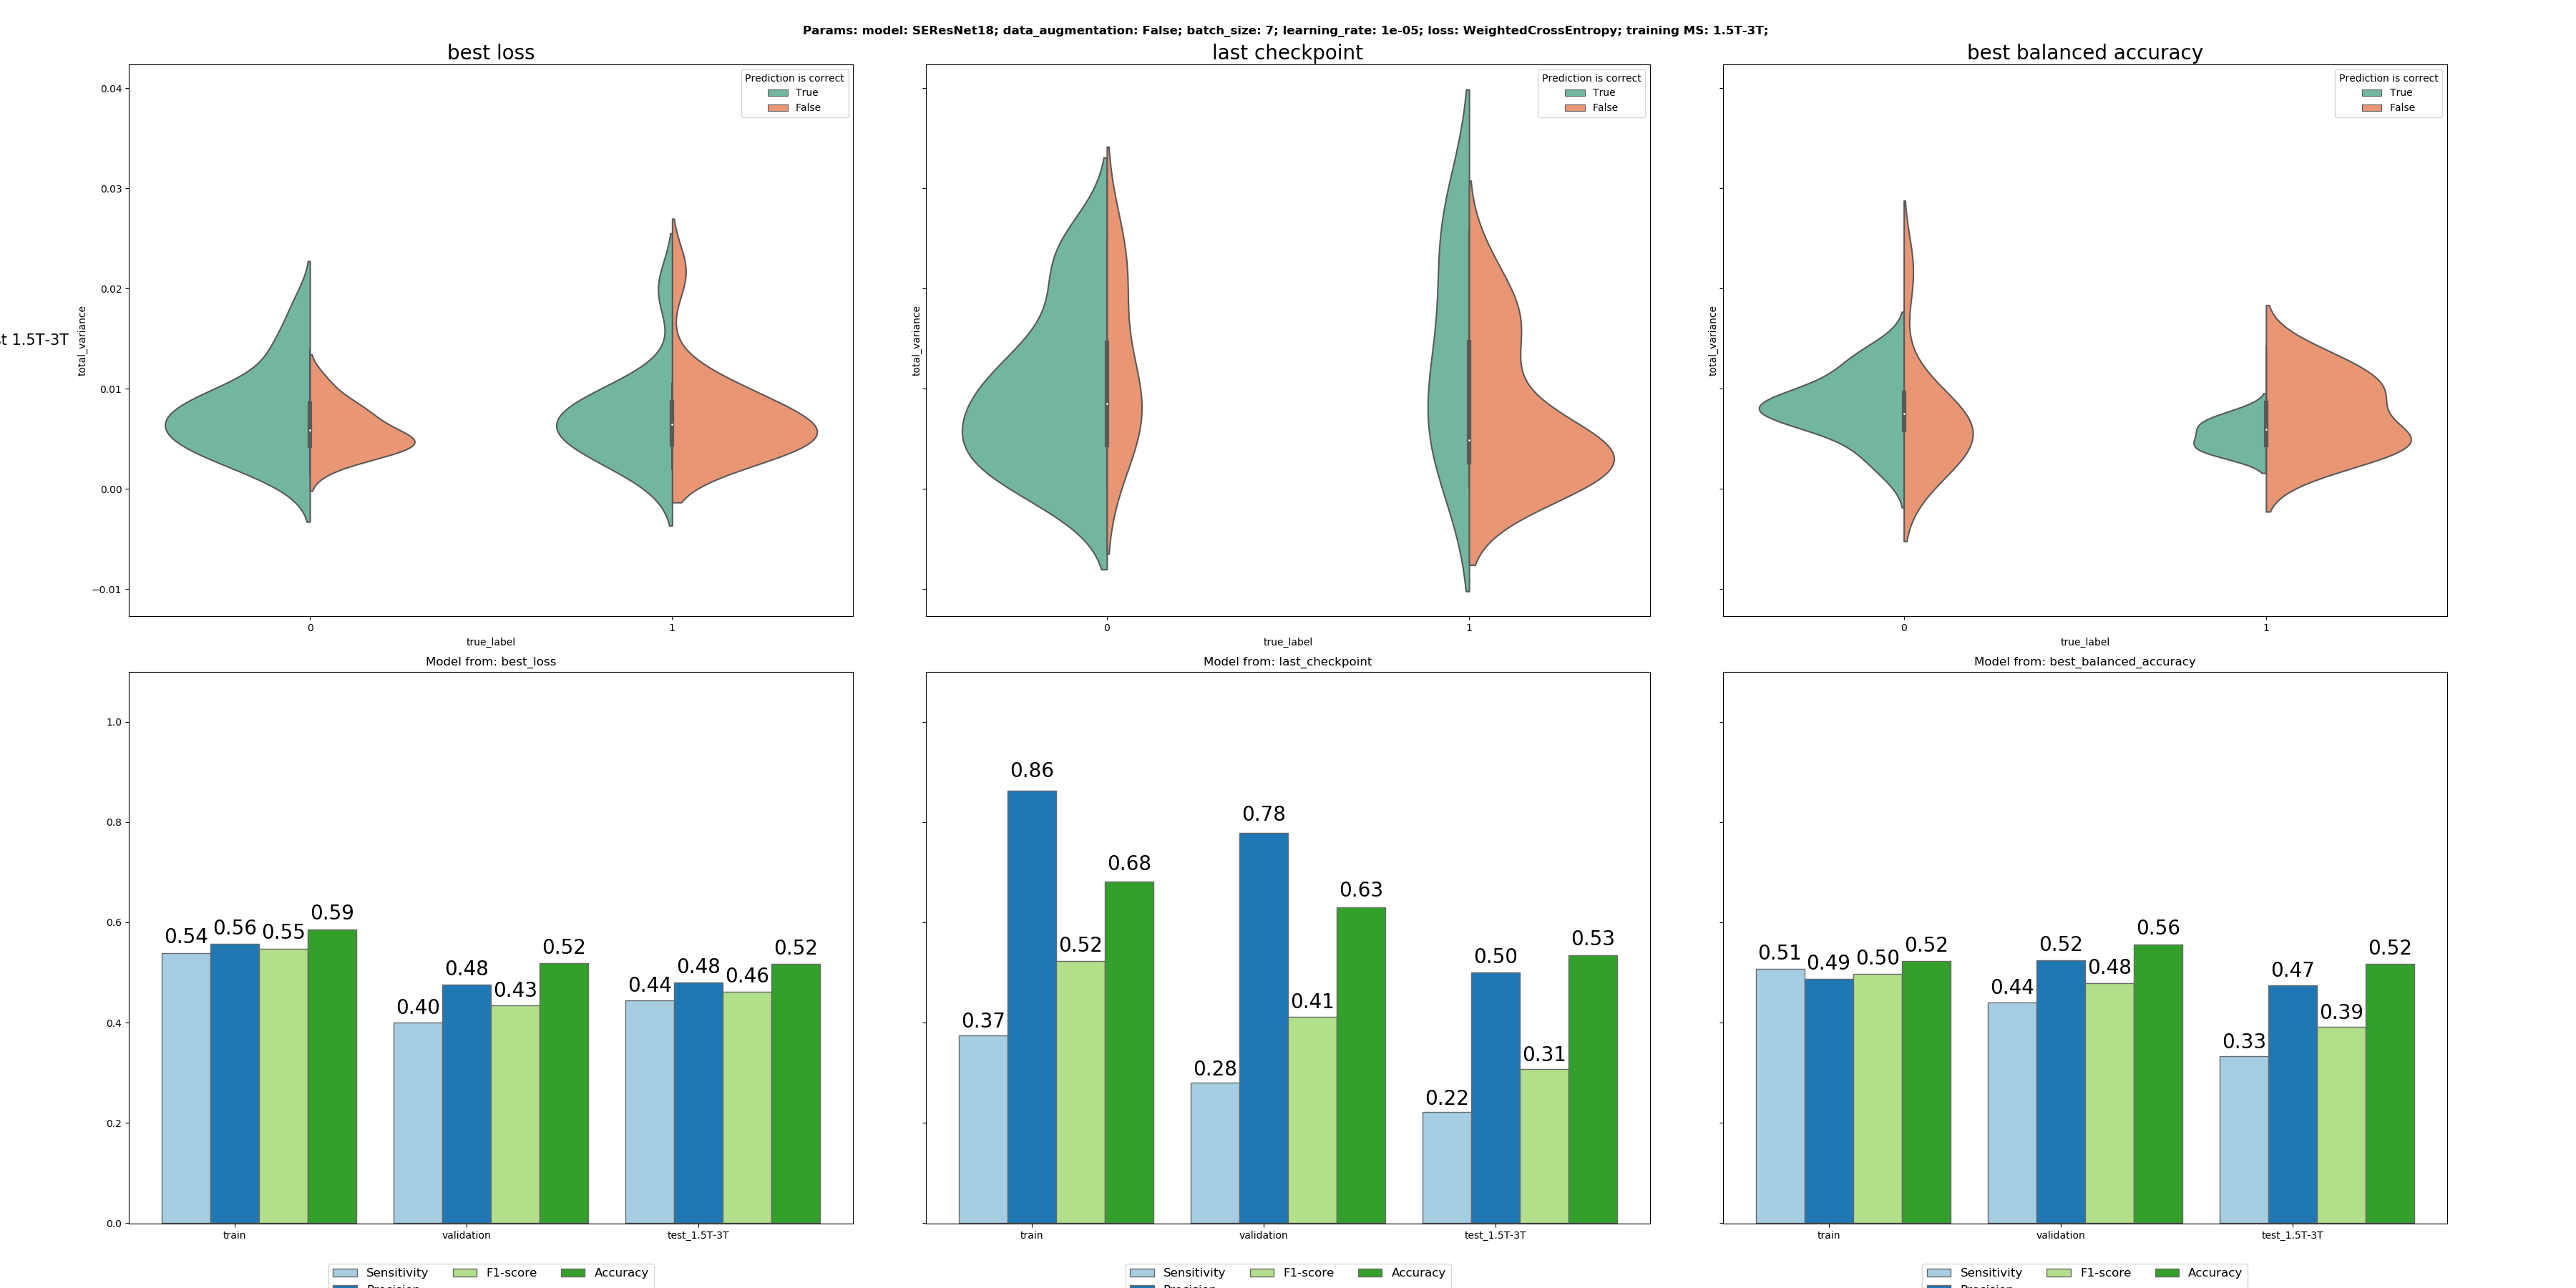 Params: model: SEResNet18; data_augmentation: False; batch_size: 7; learning_rate: 1e-05; loss: WeightedCrossEntropy; training MS: 1.5T-3T;
best loss
last checkpoint
best balanced accuracy
Prediction is correct
True
False
Prediction is correct
True
False
Prediction is correct
True
False
0.04
0.03
0.02
0.01
0.00
−0.01
t 1.5T-3T
total_variance
total_variance
total_variance
0 1
0 1
0 1
true_label
true_label
true_label
Model from: best_loss
Model from: last_checkpoint
Model from: best_balanced_accuracy
1.0
0.8
0.6
0.4
0.2
0.0
0.54 0.56 0.55 0.59
0.40 0.48 0.43 0.52
0.44 0.48 0.46 0.52
0.37 0.86 0.52 0.68
0.28 0.78 0.41 0.63
0.22 0.50 0.31 0.53
0.51 0.49 0.50 0.52
0.44 0.52 0.48 0.56
0.33 0.47 0.39 0.52
train validation test_1.5T-3T
train validation test_1.5T-3T
train validation test_1.5T-3T
Sensitivity F1-score Accuracy
Precision
Sensitivity F1-score Accuracy
Precision
Sensitivity F1-score Accuracy
Precision